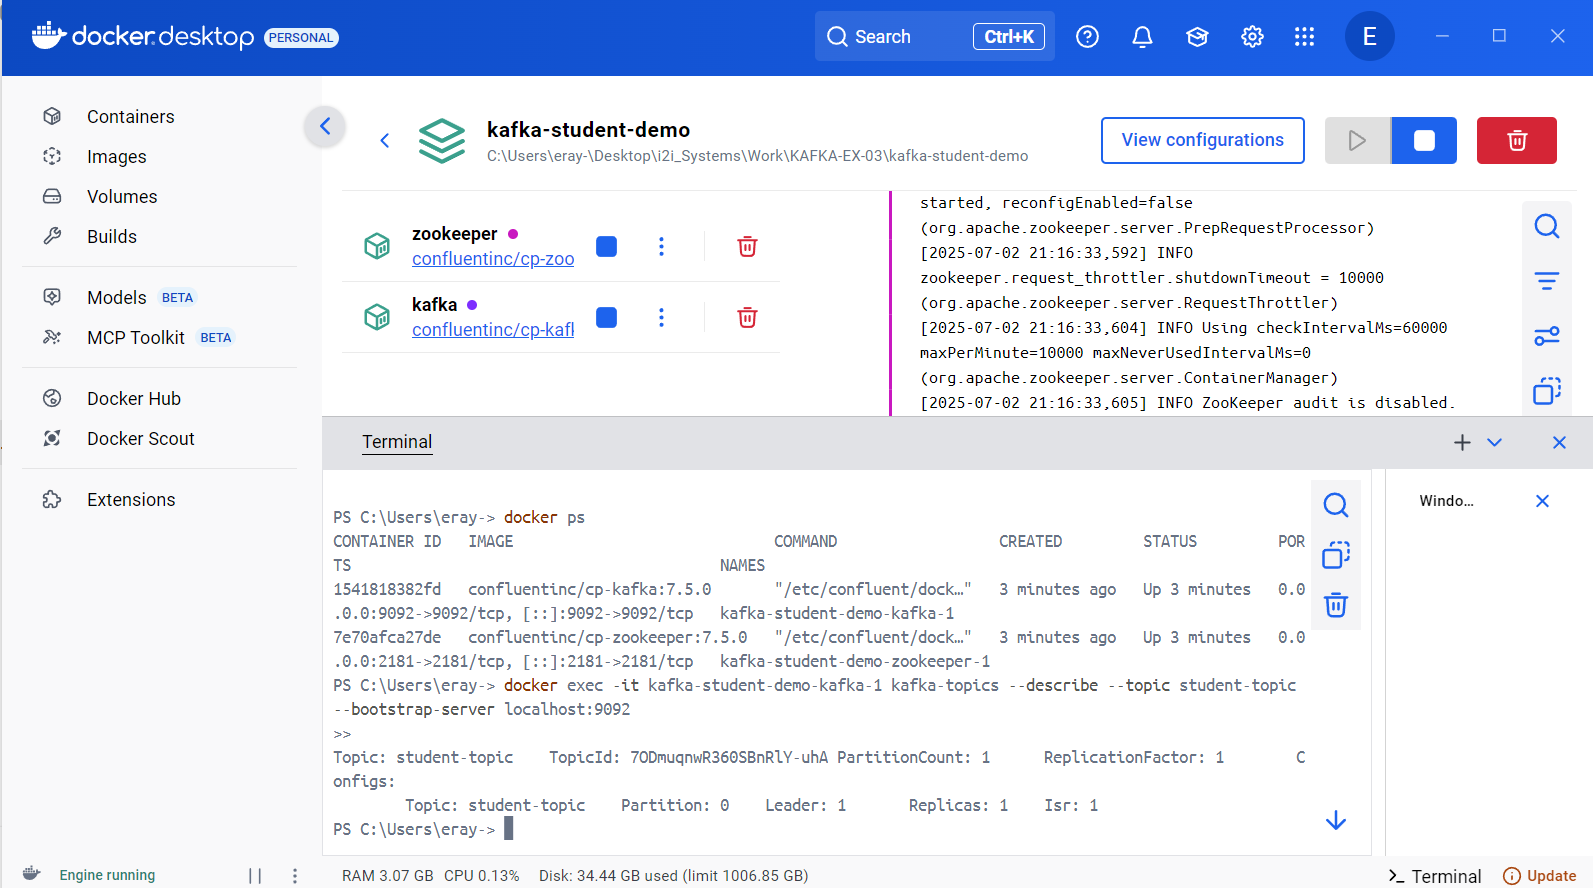 docker.desktop PERSONAL
Search Ctrl+K
E
Containers
Images
Volumes
Builds
Models BETA
MCP Toolkit BETA
Docker Hub
Docker Scout
Extensions
kafka-student-demo
C:\Users\eray-\Desktop\i2i_Systems\Work\KAFKA-EX-03\kafka-student-demo
View configurations
zookeeper
confluentinc/cp-zoo
kafka
confluentinc/cp-kafl
started, reconfigEnabled=false
(org.apache.zookeeper.server.PrepRequestProcessor)
[2025-07-02 21:16:33,592] INFO
zookeeper.request_throttler.shutdownTimeout = 10000
(org.apache.zookeeper.server.RequestThrottler)
[2025-07-02 21:16:33,604] INFO Using checkIntervalMs=60000
maxPerMinute=10000 maxNeverUsedIntervalMs=0
(org.apache.zookeeper.server.ContainerManager)
[2025-07-02 21:16:33,605] INFO ZooKeeper audit is disabled.
Terminal
Windo...
PS C:\Users\eray-> docker ps
CONTAINER ID   IMAGE                             COMMAND                  CREATED         STATUS         POR
TS                                         NAMES
1541818382fd   confluentinc/cp-kafka:7.5.0       "/etc/confluent/dock…"   3 minutes ago   Up 3 minutes   0.0
.0.0:9092->9092/tcp, [::]:9092->9092/tcp   kafka-student-demo-kafka-1
7e70afca27de   confluentinc/cp-zookeeper:7.5.0   "/etc/confluent/dock…"   3 minutes ago   Up 3 minutes   0.0
.0.0:2181->2181/tcp, [::]:2181->2181/tcp   kafka-student-demo-zookeeper-1
PS C:\Users\eray-> docker exec -it kafka-student-demo-kafka-1 kafka-topics --describe --topic student-topic
--bootstrap-server localhost:9092
>>
Topic: student-topic    TopicId: 7ODmuqnwR360SBnRlY-uhA PartitionCount: 1      ReplicationFactor: 1        C
onfigs:
        Topic: student-topic    Partition: 0    Leader: 1       Replicas: 1    Isr: 1
PS C:\Users\eray->
Engine running
RAM 3.07 GB CPU 0.13% Disk: 34.44 GB used (limit 1006.85 GB)
>_ Terminal
Update